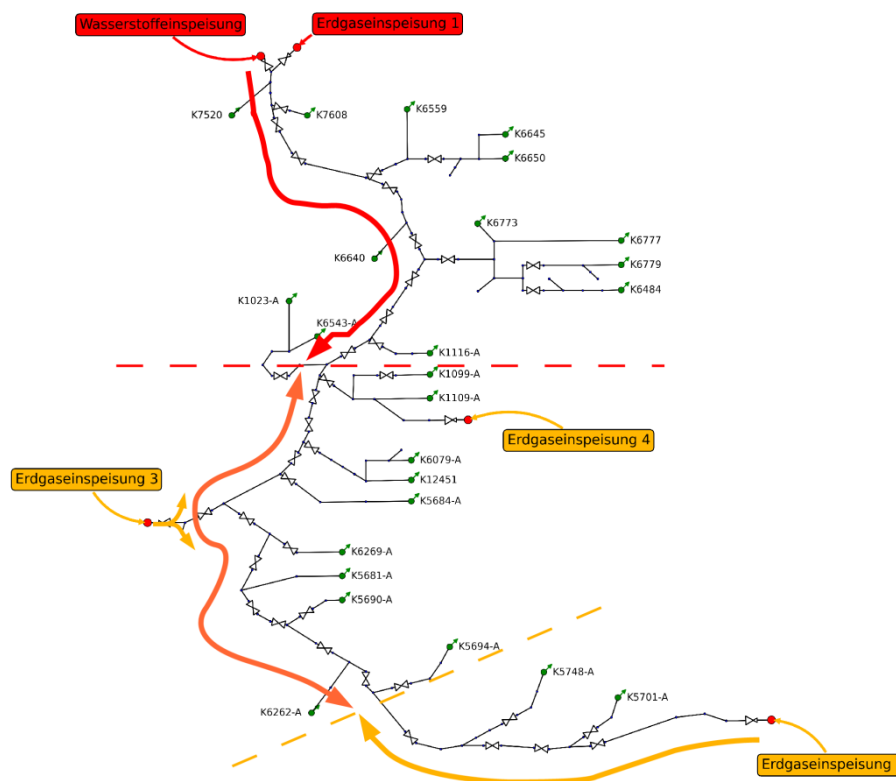 Wasserstoffeinspeisung
Erdgaseinspeisung 1
K7520
K7608
K6559
K6645
K6650
K6773
K6777
K6640
K6779
K6484
K1023-A
K6543-A
K1116-A
K1099-A
K1109-A
Erdgaseinspeisung 4
K6079-A
Erdgaseinspeisung 3
K12451
K5684-A
K6269-A
K5681-A
K5690-A
K5694-A
K5748-A
K5701-A
K6262-A
Erdgaseinspeisung